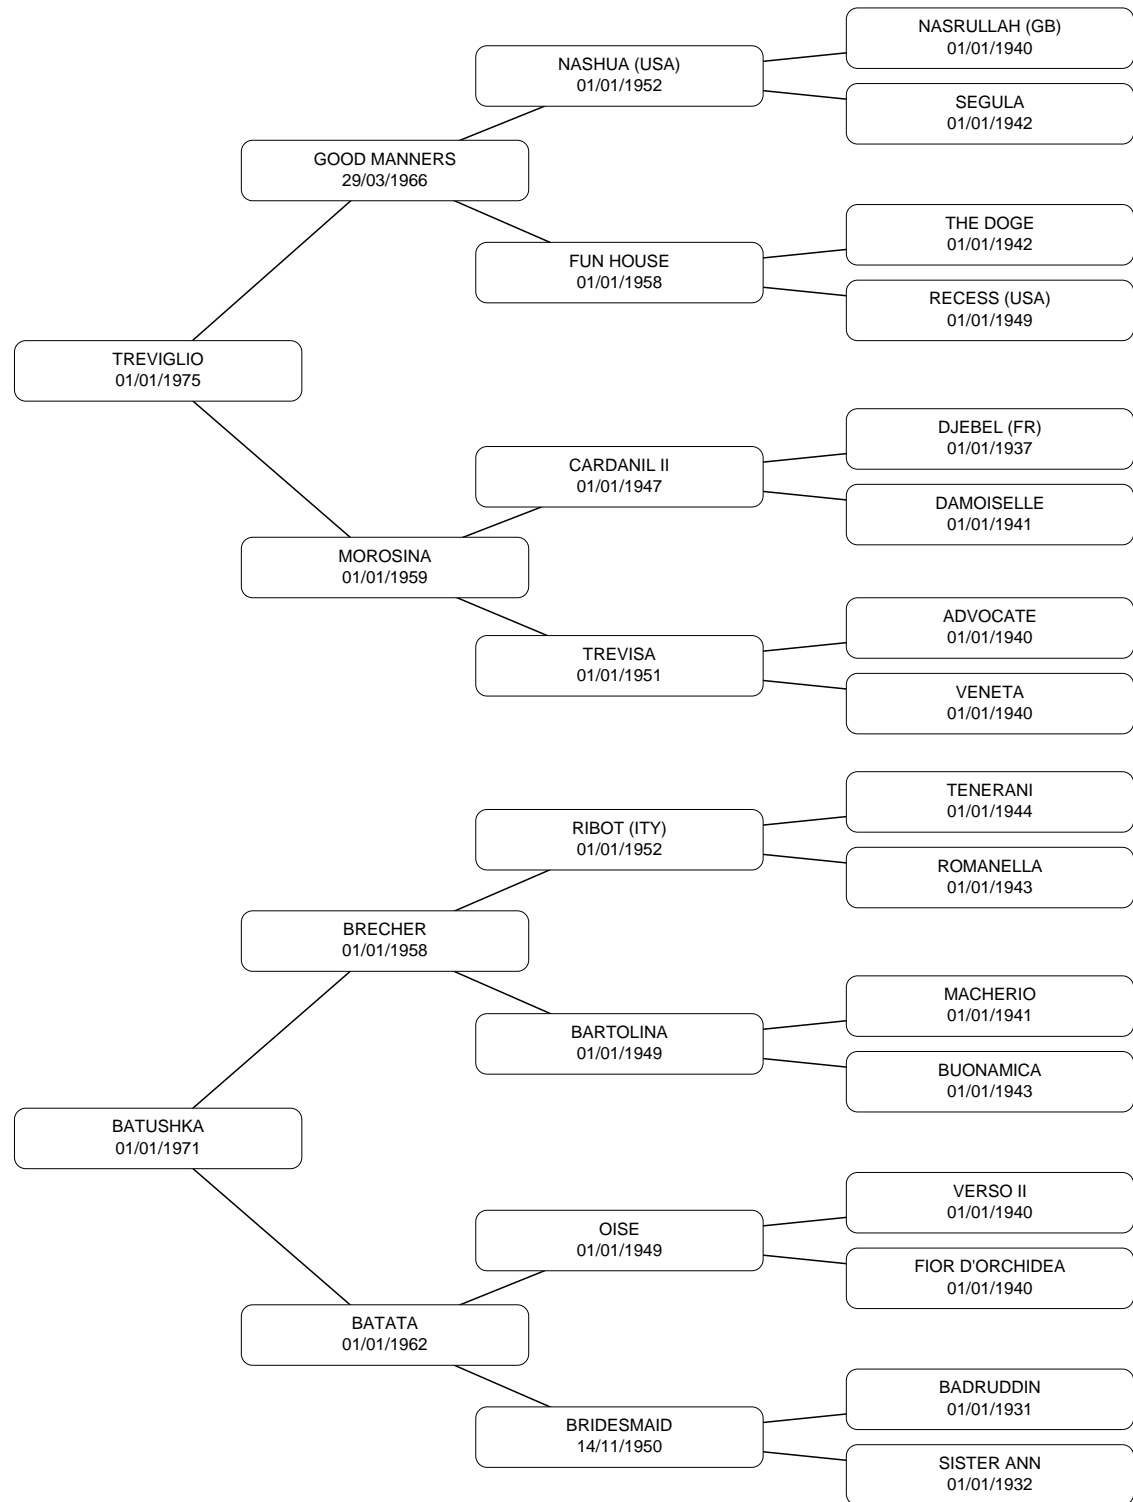 NASRULLAH (GB)
01/01/1940
NASHUA (USA)
01/01/1952
SEGULA
01/01/1942
GOOD MANNERS
29/03/1966
THE DOGE
01/01/1942
FUN HOUSE
01/01/1958
RECESS (USA)
01/01/1949
TREVIGLIO
01/01/1975
DJEBEL (FR)
01/01/1937
CARDANIL II
01/01/1947
DAMOISELLE
01/01/1941
MOROSINA
01/01/1959
ADVOCATE
01/01/1940
TREVISA
01/01/1951
VENETA
01/01/1940
TENERANI
01/01/1944
RIBOT (ITY)
01/01/1952
ROMANELLA
01/01/1943
BRECHER
01/01/1958
MACHERIO
01/01/1941
BARTOLINA
01/01/1949
BUONAMICA
01/01/1943
BATUSHKA
01/01/1971
VERSO II
01/01/1940
OISE
01/01/1949
FIOR D'ORCHIDEA
01/01/1940
BATATA
01/01/1962
BADRUDDIN
01/01/1931
BRIDESMAID
14/11/1950
SISTER ANN
01/01/1932